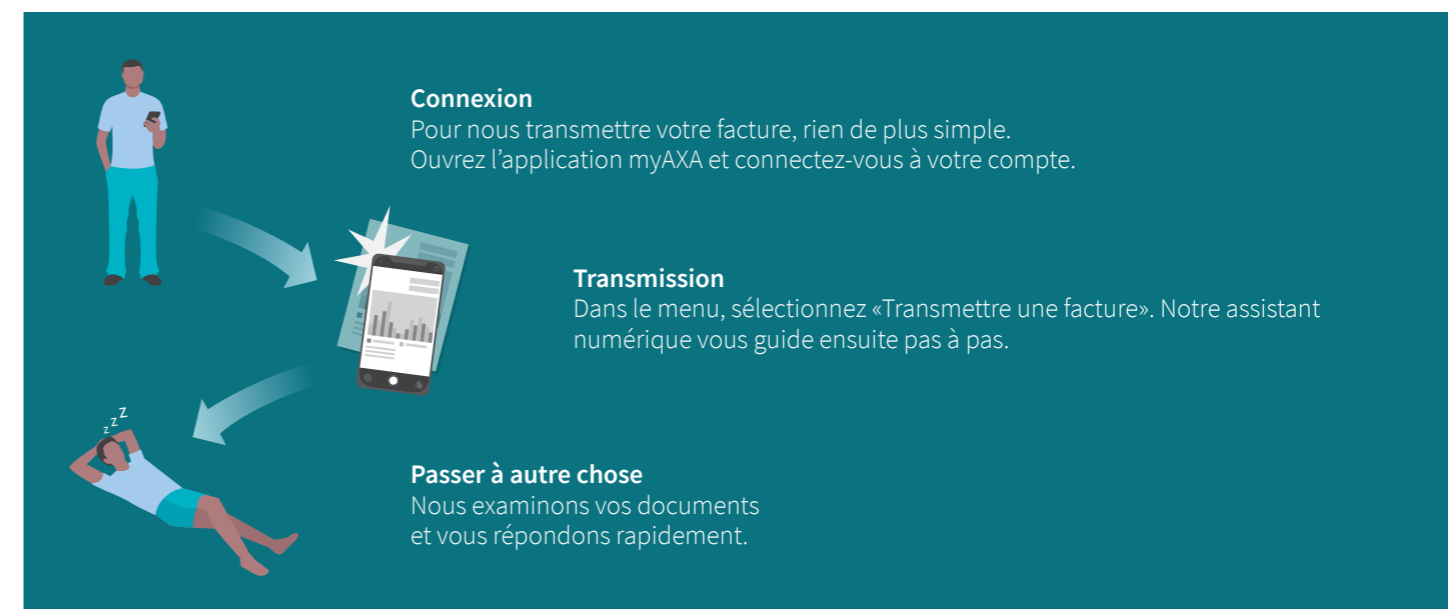 Connexion
Pour nous transmettre votre facture, rien de plus simple.
Ouvrez l’application myAXA et connectez-vous à votre compte.
Transmission
Dans le menu, sélectionnez «Transmettre une facture». Notre assistant
numérique vous guide ensuite pas à pas.
z z Z
Passer à autre chose
Nous examinons vos documents
et vous répondons rapidement.